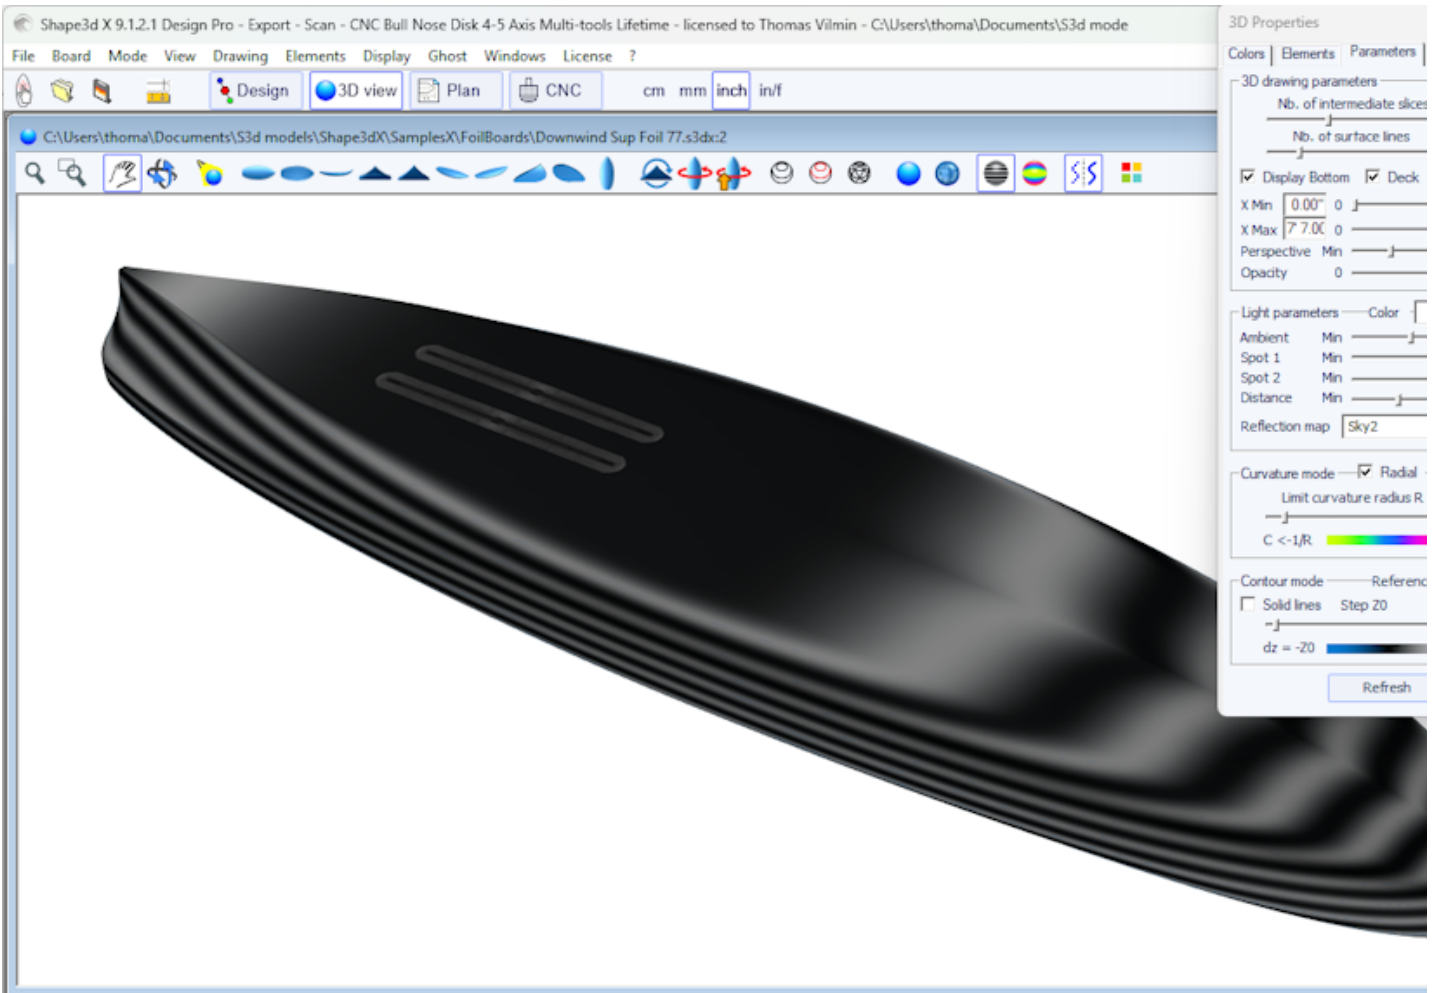 Shape3d X 9.1.2.1 Design Pro - Export - Scan - CNC Bull Nose Disk 4-5 Axis Multi-tools Lifetime - licensed to Thomas Vilmin - C:\Users\thoma\Documents\S3d mode
File Board Mode View Drawing Elements Display Ghost Windows License ?
Design 3D view Plan CNC cm mm inch in/f
C:\Users\thoma\Documents\S3d models\Shape3dX\SamplesX\FoilBoards\Downwind Sup Foil 77.s3dx:2
3D Properties
Colors Elements Parameters
3D drawing parameters
Nb. of intermediate slices
Nb. of surface lines
Display Bottom Deck
X Min 0.00" 0
X Max 7' 7.00 0
Perspective Min
Opacity 0
Light parameters Color
Ambient Min
Spot 1 Min
Spot 2 Min
Distance Min
Reflection map Sky2
Curvature mode Radial
Limit curvature radius R
C <-1/R
Contour mode Referenc
Solid lines Step Z0
dz = -Z0
Refresh